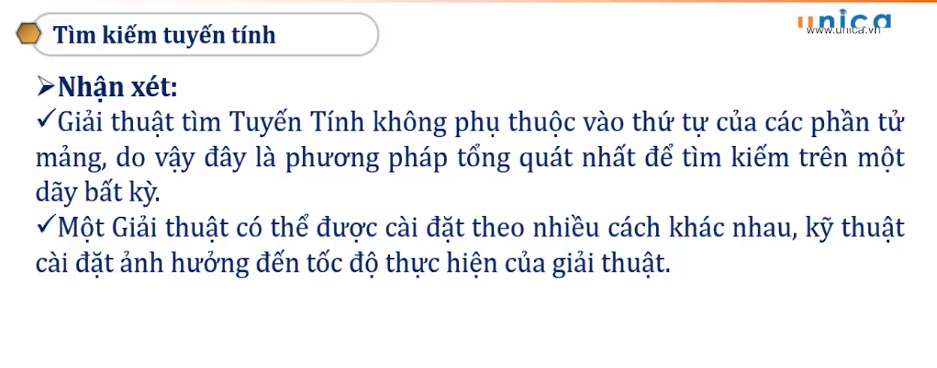 Tìm kiếm tuyến tính
unica
www.unica.vn
➢Nhận xét:
✓Giải thuật tìm Tuyến Tính không phụ thuộc vào thứ tự của các phần tử
mảng, do vậy đây là phương pháp tổng quát nhất để tìm kiếm trên một
dãy bất kỳ.
✓Một Giải thuật có thể được cài đặt theo nhiều cách khác nhau, kỹ thuật
cài đặt ảnh hưởng đến tốc độ thực hiện của giải thuật.